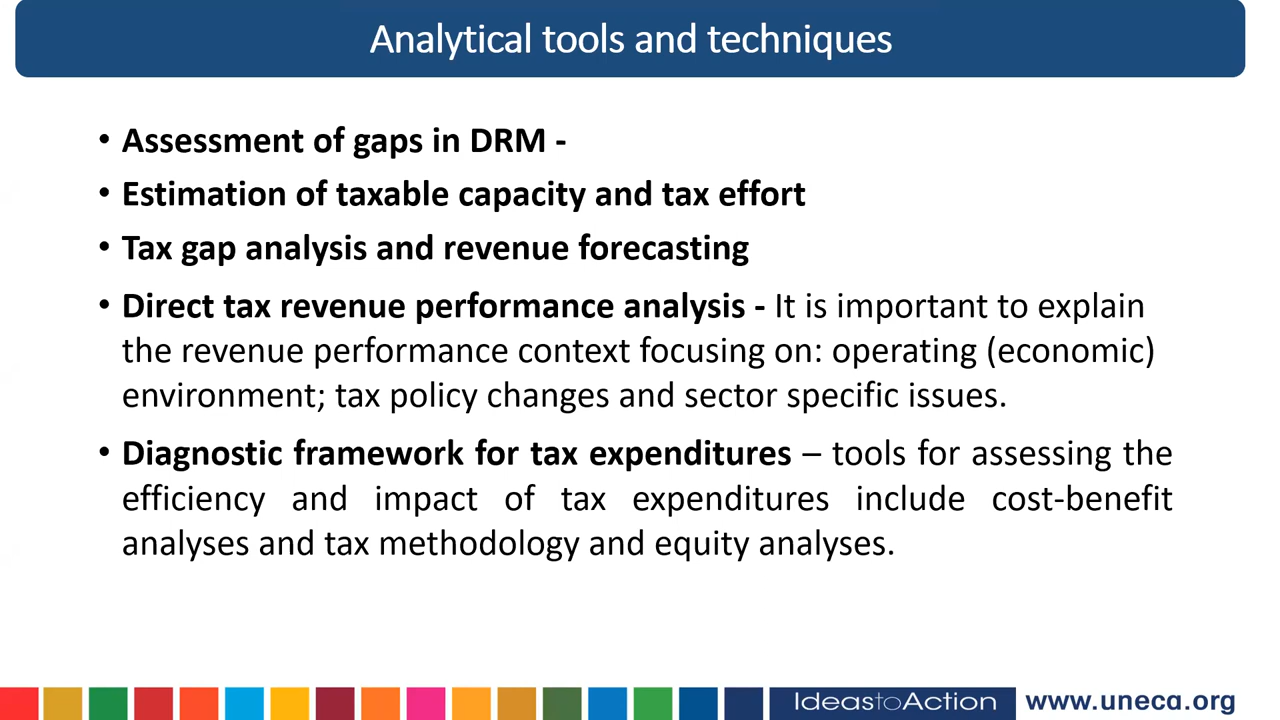 Analytical tools and techniques
• Assessment of gaps in DRM -
• Estimation of taxable capacity and tax effort
• Tax gap analysis and revenue forecasting
• Direct tax revenue performance analysis - It is important to explain
the revenue performance context focusing on: operating (economic)
environment; tax policy changes and sector specific issues.
• Diagnostic framework for tax expenditures – tools for assessing the
efficiency and impact of tax expenditures include cost-benefit
analyses and tax methodology and equity analyses.
IdeastoAction www.uneca.org